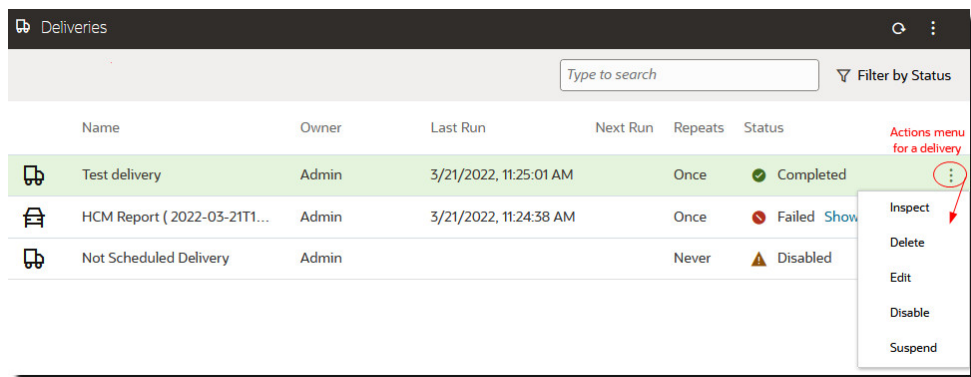 Deliveries
Type to search
Filter by Status
Name Owner Last Run Next Run Repeats Status
Actions menu
for a delivery
Test delivery Admin 3/21/2022, 11:25:01 AM Once Completed
HCM Report ( 2022-03-21T1... Admin 3/21/2022, 11:24:38 AM Once Failed Show
Not Scheduled Delivery Admin Never Disabled
Inspect
Delete
Edit
Disable
Suspend